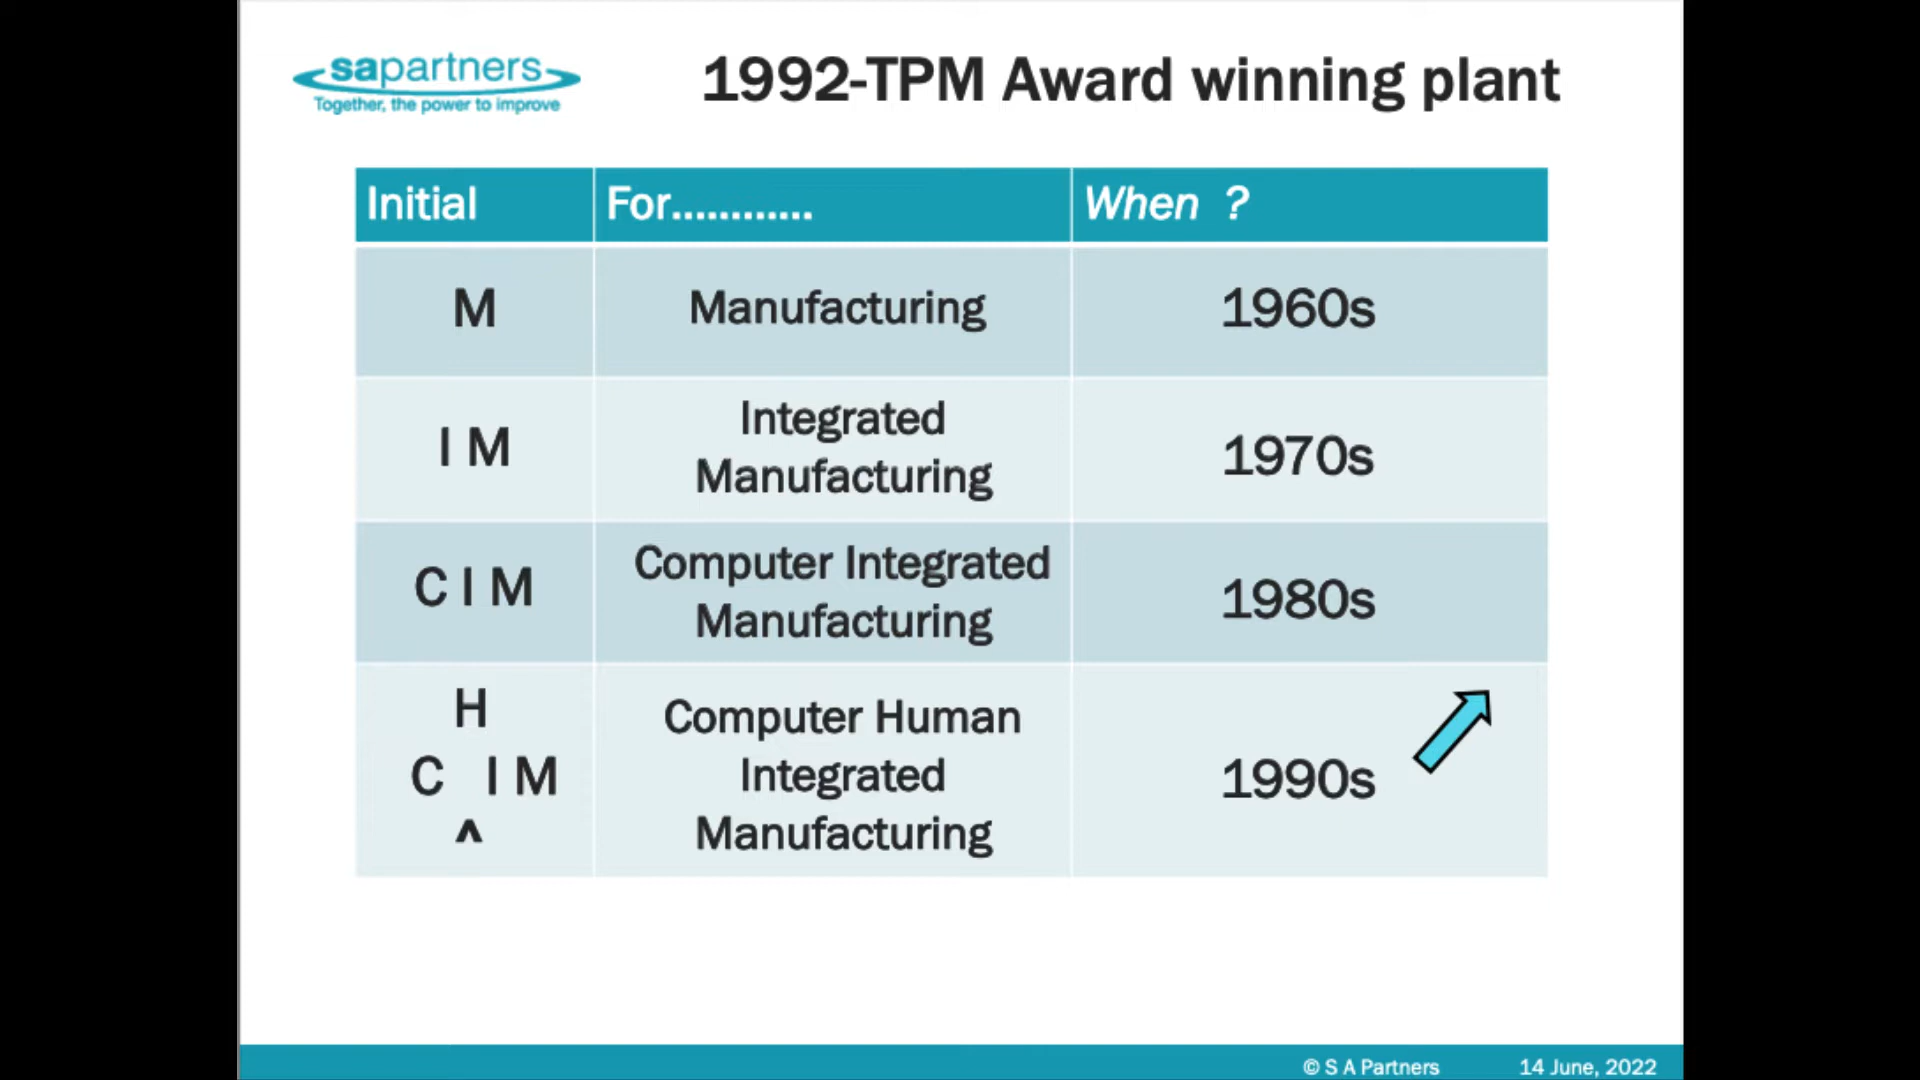 sapartners
Together, the power to improve
1992-TPM Award winning plant
Initial
For............
When ?
M
Manufacturing
1960s
I M
Integrated
Manufacturing
1970s
C I M
Computer Integrated
Manufacturing
1980s
H
C I M
^
Computer Human
Integrated
Manufacturing
1990s
© S A Partners
14 June, 2022